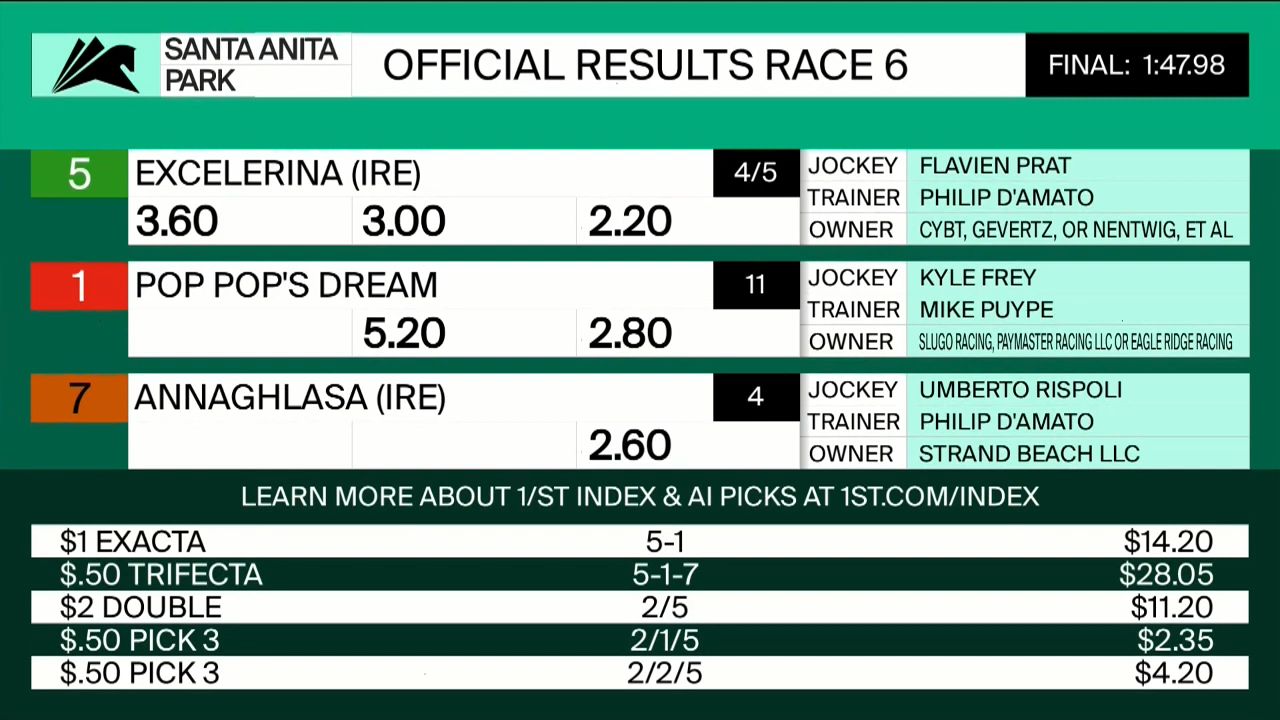 SANTA ANITA
PARK
OFFICIAL RESULTS RACE 6
FINAL: 1:47.98
5 EXCELERINA (IRE) 4/5
3.60 3.00 2.20
JOCKEY FLAVIEN PRAT
TRAINER PHILIP D'AMATO
OWNER CYBT, GEVERTZ, OR NENTWIG, ET AL
1 POP POP'S DREAM 11
5.20 2.80
JOCKEY KYLE FREY
TRAINER MIKE PUYPE
OWNER SLUGO RACING, PAYMASTER RACING LLC OR EAGLE RIDGE RACING
7 ANNAGHLASA (IRE) 4
2.60
JOCKEY UMBERTO RISPOLI
TRAINER PHILIP D'AMATO
OWNER STRAND BEACH LLC
LEARN MORE ABOUT 1/ST INDEX & AI PICKS AT 1ST.COM/INDEX
$1 EXACTA 5-1 $14.20
$.50 TRIFECTA 5-1-7 $28.05
$2 DOUBLE 2/5 $11.20
$.50 PICK 3 2/1/5 $2.35
$.50 PICK 3 2/2/5 $4.20